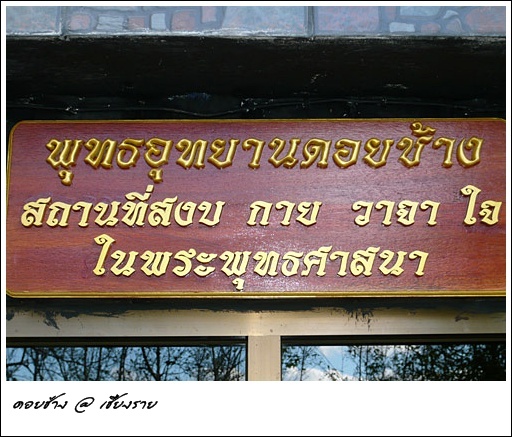 พุทธอุทยานดอยช้าง
สถานที่สงบ กาย วาจา ใจ
ในพระพุทธศาสนา
ดอยช้าง @ เชียงราย